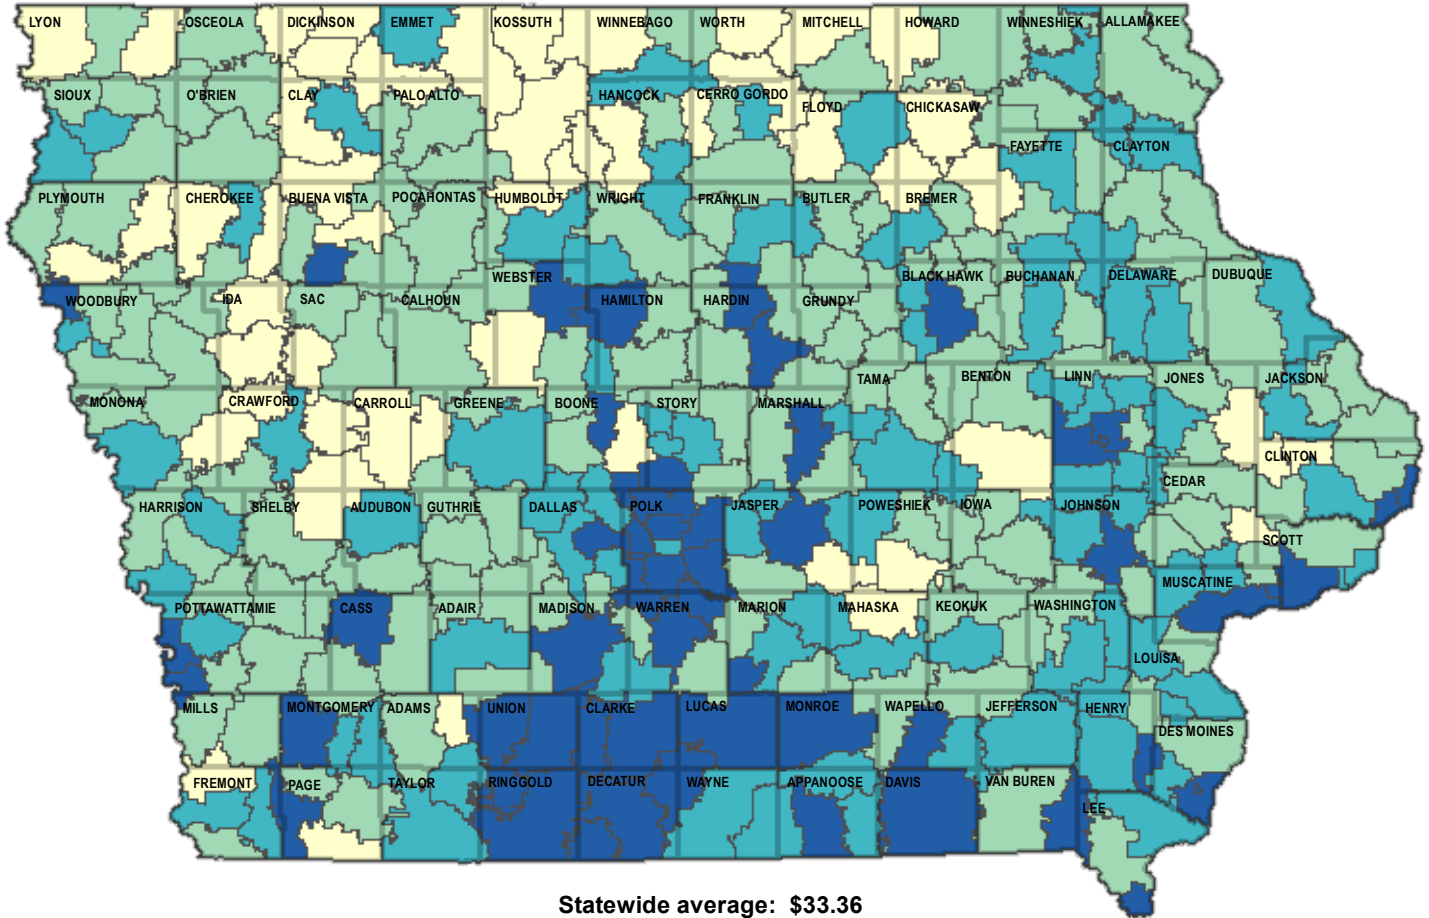 LYON OSCEOLA DICKINSON EMMET KOSSUTH WINNEBAGO WORTH MITCHELL HOWARD WINNESHIEK ALLAMAKEE
SIOUX O'BRIEN CLAY PALO ALTO HANCOCK CERRO GORDO FLOYD CHICKASAW
FAYETTE CLAYTON
PLYMOUTH CHEROKEE BUENA VISTA POCAHONTAS HUMBOLDT WRIGHT FRANKLIN BUTLER BREMER
WEBSTER BLACK HAWK BUCHANAN DELAWARE DUBUQUE
WOODBURY IDA SAC CALHOUN HAMILTON HARDIN GRUNDY
TAMA BENTON LINN JONES JACKSON
MONONA CRAWFORD CARROLL GREENE BOONE STORY MARSHALL
CLINTON
CEDAR
HARRISON SHELBY AUDUBON GUTHRIE DALLAS POLK JASPER POWESHIEK IOWA JOHNSON
SCOTT
MUSCATINE
POTTAWATTAMIE CASS ADAIR MADISON WARREN MARION MAHASKA KEOKUK WASHINGTON
LOUISA
MILLS MONTGOMERY ADAMS UNION CLARKE LUCAS MONROE WAPELLO JEFFERSON HENRY
DES MOINES
FREMONT PAGE TAYLOR RINGGOLD DECATUR WAYNE APPANOOSE DAVIS VAN BUREN
LEE
Statewide average: $33.36